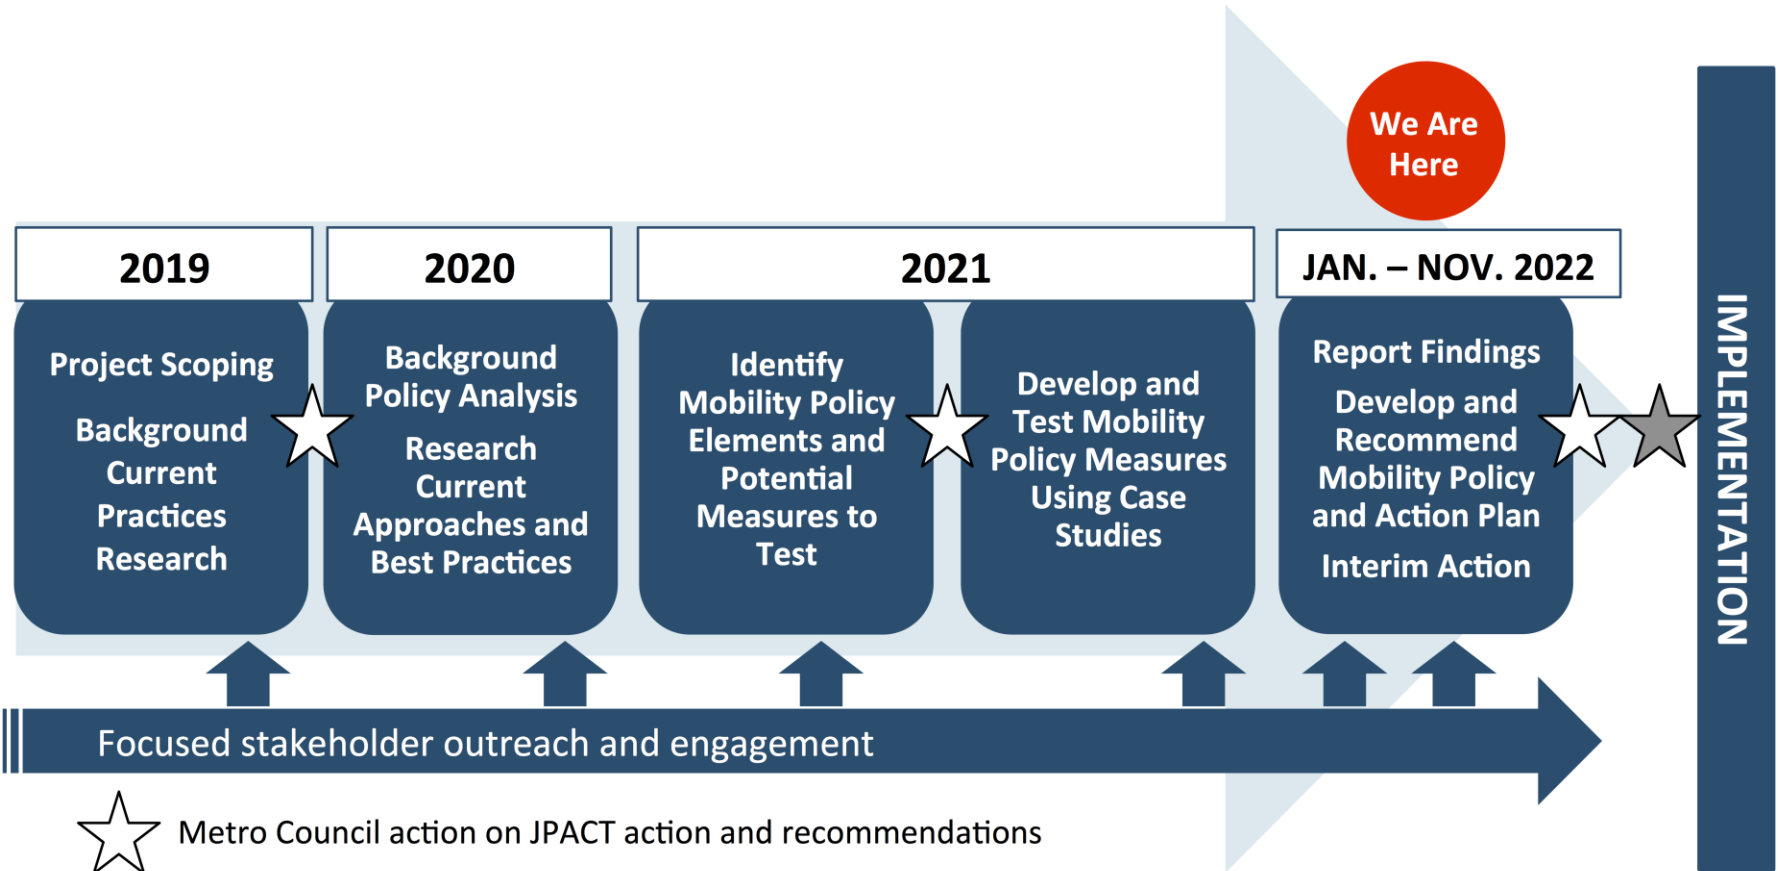 We Are
Here
2019
2020
2021
JAN. – NOV. 2022
Project Scoping
Background
Current
Practices
Research
Background
Policy Analysis
Research
Current
Approaches and
Best Practices
Identify
Mobility Policy
Elements and
Potential
Measures to
Test
Develop and
Test Mobility
Policy Measures
Using Case
Studies
Report Findings
Develop and
Recommend
Mobility Policy
and Action Plan
Interim Action
IMPLEMENTATION
Focused stakeholder outreach and engagement
Metro Council action on JPACT action and recommendations